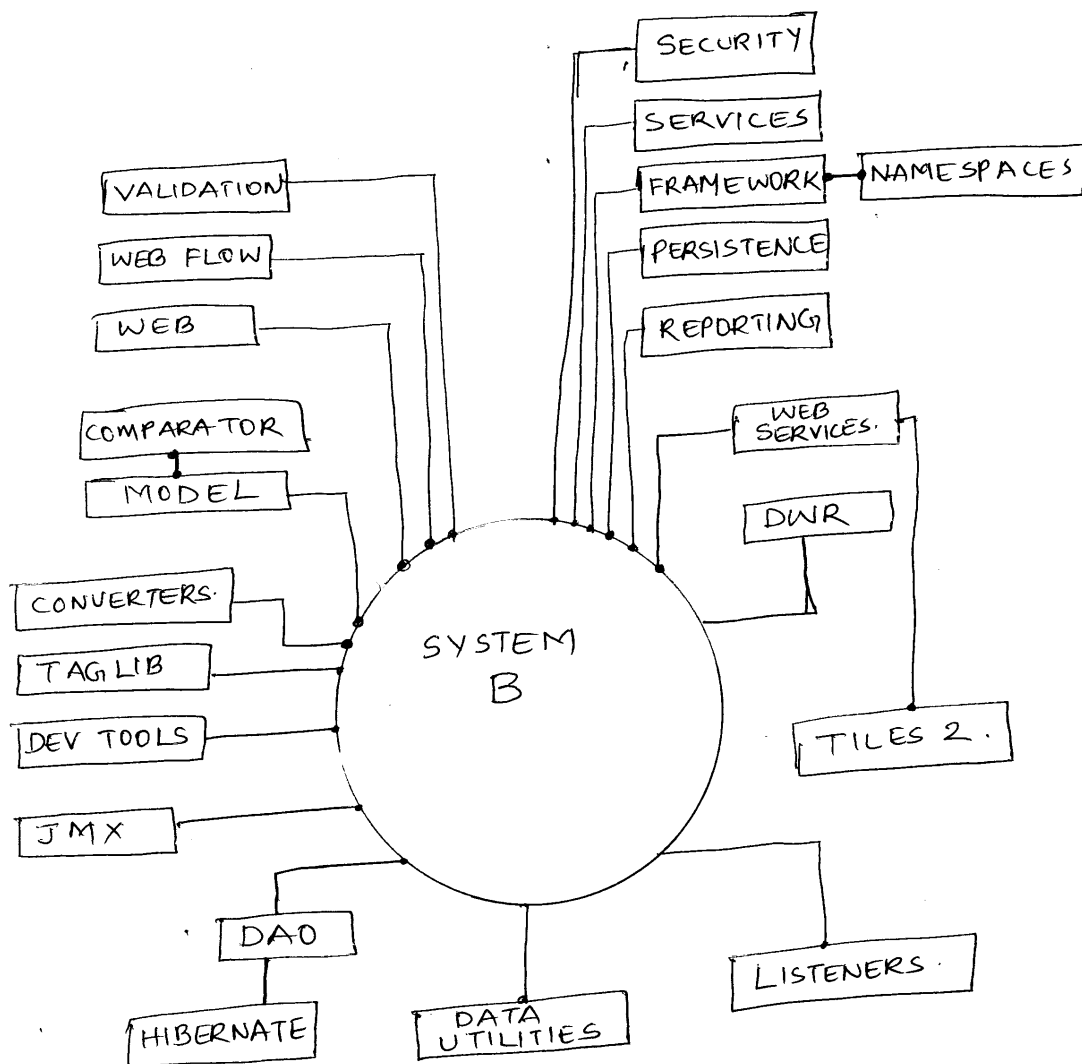 SECURITY
SERVICES
FRAMEWORK
NAMESPACES
VALIDATION
WEB FLOW
PERSISTENCE
WEB
REPORTING
COMPARATOR
WEB
SERVICES.
MODEL
DWR
CONVERTERS.
SYSTEM
B
TAGLIB
DEV TOOLS
TILES 2.
JMX
DAO
LISTENERS.
HIBERNATE
DATA
UTILITIES